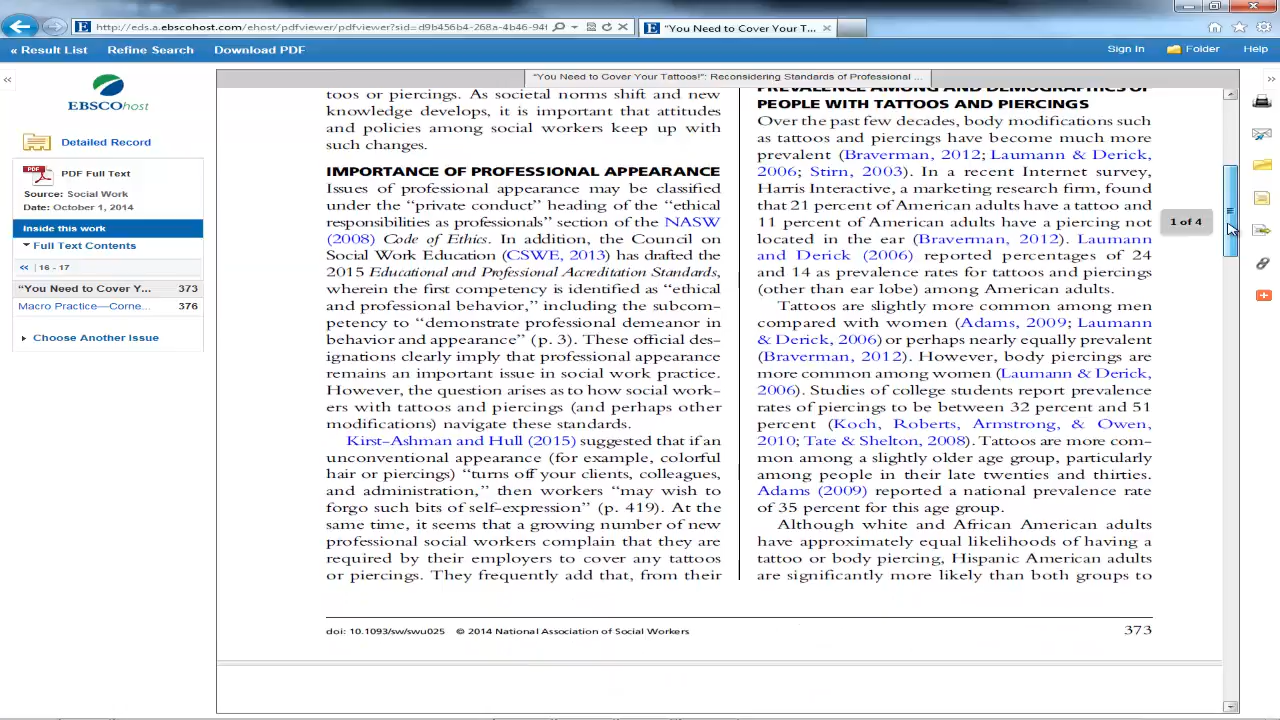 http://eds.a.ebscohost.com/ehost/pdfviewer/pdfviewer?sid=d9b456b4-268a-4b46-94
"You Need to Cover Your T...
« Result List
Refine Search
Download PDF
Sign In
Folder
Help
"You Need to Cover Your Tattoos!": Reconsidering Standards of Professional ...
EBSCOhost
Detailed Record
PDF Full Text
Source: Social Work
Date: October 1, 2014
Inside this work
Full Text Contents
« | 16 - 17
"You Need to Cover Y... 373
Macro Practice—Corne... 376
Choose Another Issue
toos or piercings. As societal norms shift and new
knowledge develops, it is important that attitudes
and policies among social workers keep up with
such changes.
IMPORTANCE OF PROFESSIONAL APPEARANCE
Issues of professional appearance may be classified
under the “private conduct” heading of the “ethical
responsibilities as professionals” section of the NASW
(2008) Code of Ethics. In addition, the Council on
Social Work Education (CSWE, 2013) has drafted the
2015 Educational and Professional Accreditation Standards,
wherein the first competency is identified as “ethical
and professional behavior,” including the subcom-
petency to “demonstrate professional demeanor in
behavior and appearance” (p. 3). These official des-
ignations clearly imply that professional appearance
remains an important issue in social work practice.
However, the question arises as to how social work-
ers with tattoos and piercings (and perhaps other
modifications) navigate these standards.
Kirst-Ashman and Hull (2015) suggested that if an
unconventional appearance (for example, colorful
hair or piercings) “turns off your clients, colleagues,
and administration,” then workers “may wish to
forgo such bits of self-expression” (p. 419). At the
same time, it seems that a growing number of new
professional social workers complain that they are
required by their employers to cover any tattoos
or piercings. They frequently add that, from their
PREVALENCE AMONG AND DEMOGRAPHICS OF
PEOPLE WITH TATTOOS AND PIERCINGS
Over the past few decades, body modifications such
as tattoos and piercings have become much more
prevalent (Braverman, 2012; Laumann & Derick,
2006; Stirn, 2003). In a recent Internet survey,
Harris Interactive, a marketing research firm, found
that 21 percent of American adults have a tattoo and
11 percent of American adults have a piercing not
located in the ear (Braverman, 2012). Laumann
and Derick (2006) reported percentages of 24
and 14 as prevalence rates for tattoos and piercings
(other than ear lobe) among American adults.
Tattoos are slightly more common among men
compared with women (Adams, 2009; Laumann
& Derick, 2006) or perhaps nearly equally prevalent
(Braverman, 2012). However, body piercings are
more common among women (Laumann & Derick,
2006). Studies of college students report prevalence
rates of piercings to be between 32 percent and 51
percent (Koch, Roberts, Armstrong, & Owen,
2010; Tate & Shelton, 2008). Tattoos are more com-
mon among a slightly older age group, particularly
among people in their late twenties and thirties.
Adams (2009) reported a national prevalence rate
of 35 percent for this age group.
Although white and African American adults
have approximately equal likelihoods of having a
tattoo or body piercing, Hispanic American adults
are significantly more likely than both groups to
1 of 4
doi: 10.1093/sw/swu025 © 2014 National Association of Social Workers
373